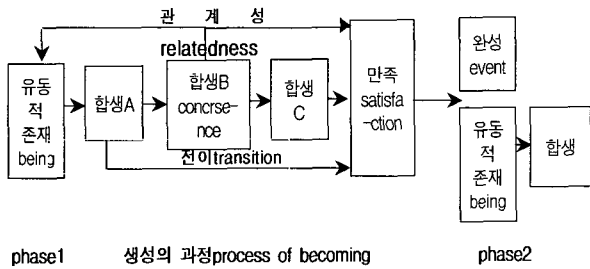 관 계 성
relatedness
유동
적
존재
being
합생A
합생B
concrse-
nce
합생
C
만족
satisfa
-ction
전이transition
완성
event
유동
적
존재
being
합생
phase1
생성의 과정process of becoming
phase2